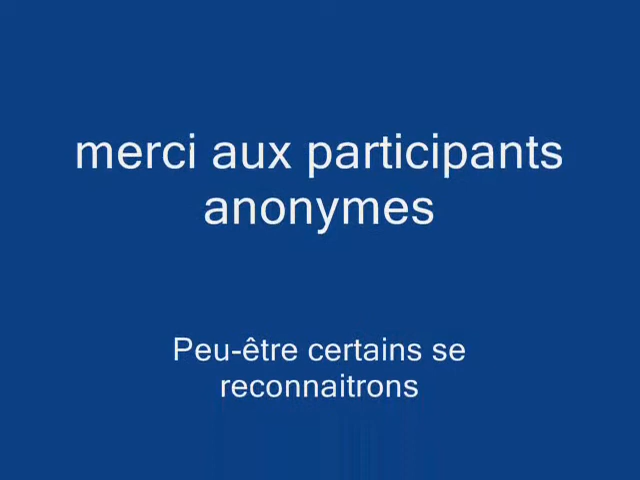 merci aux participants
anonymes
Peu-être certains se
reconnaitrons